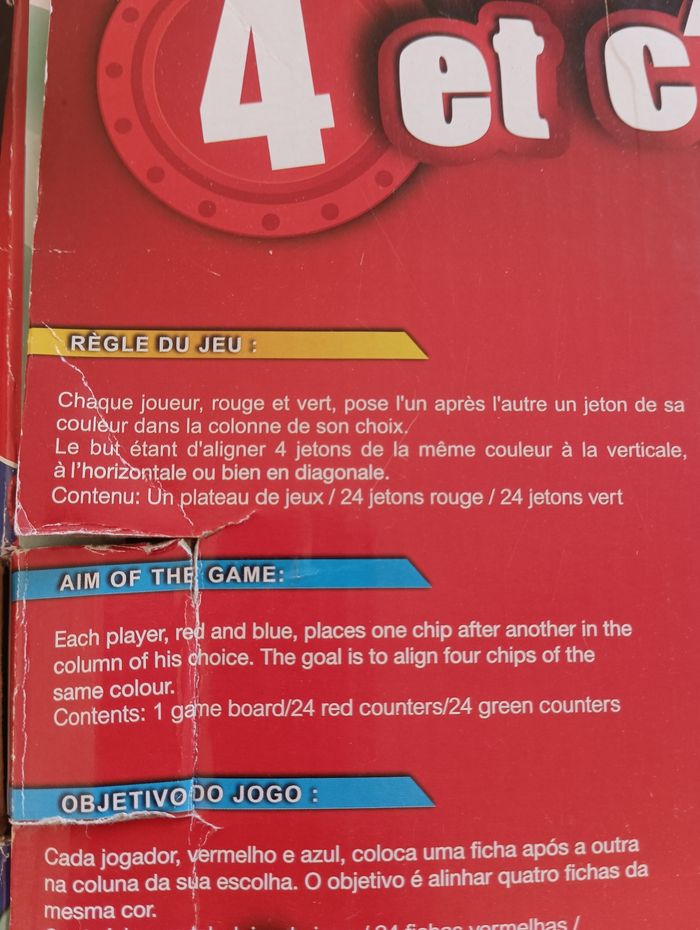 4 et c
RÈGLE DU JEU :
Chaque joueur, rouge et vert, pose l'un après l'autre un jeton de sa
couleur dans la colonne de son choix.
Le but étant d'aligner 4 jetons de la même couleur à la verticale,
à l'horizontale ou bien en diagonale.
Contenu: Un plateau de jeux / 24 jetons rouge / 24 jetons vert
AIM OF THE GAME:
Each player, red and blue, places one chip after another in the
column of his choice. The goal is to align four chips of the
same colour.
Contents: 1 game board/24 red counters/24 green counters
OBJETIVO DO JOGO :
Cada jogador, vermelho e azul, coloca uma ficha após a outra
na coluna da sua escolha. O objetivo é alinhar quatro fichas da
mesma cor.
/ 24 fichas vermelhas /